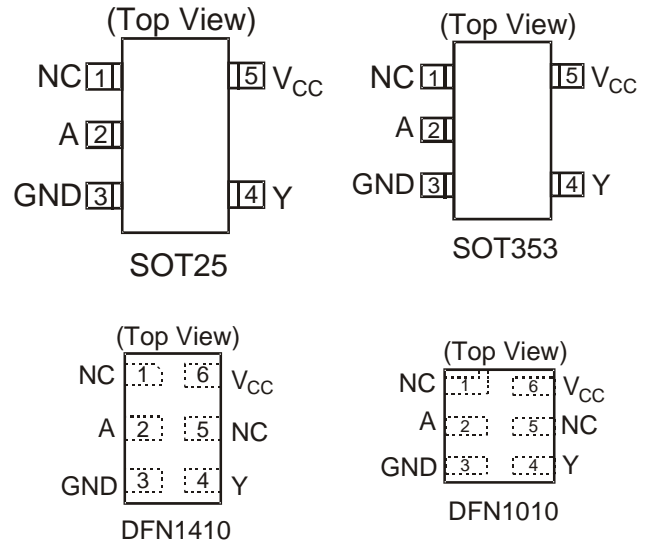 (Top View)
NC 1 5 VCC
A 2
GND 3 4 Y
SOT25
(Top View)
NC 1 5 VCC
A 2
GND 3 4 Y
SOT353
(Top View)
NC 1 6 VCC
A 2 5 NC
GND 3 4 Y
DFN1410
(Top View)
NC 1 6 VCC
A 2 5 NC
GND 3 4 Y
DFN1010